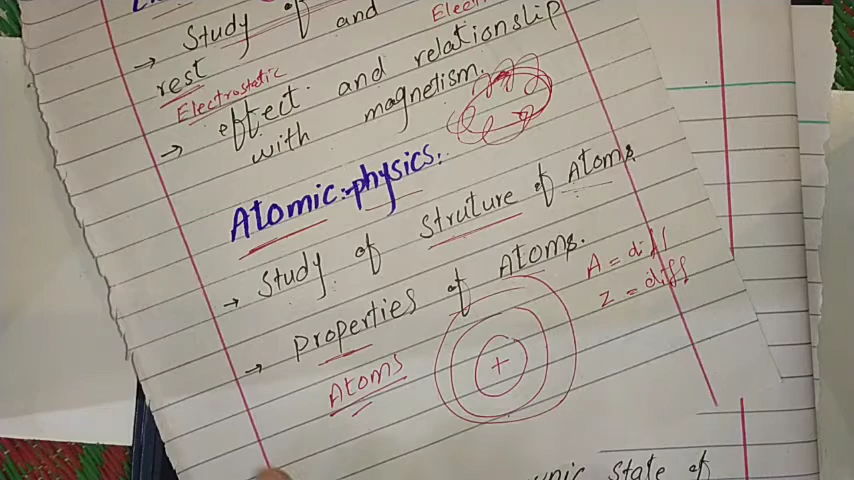 → Study of and
rest
Electrostatic
→ effect and relationship
with magnetism.
Atomic physics.
→ Study of Struture of Atoms
→ properties of Atoms.
A = diff
Z = diff
Atoms
+
State of